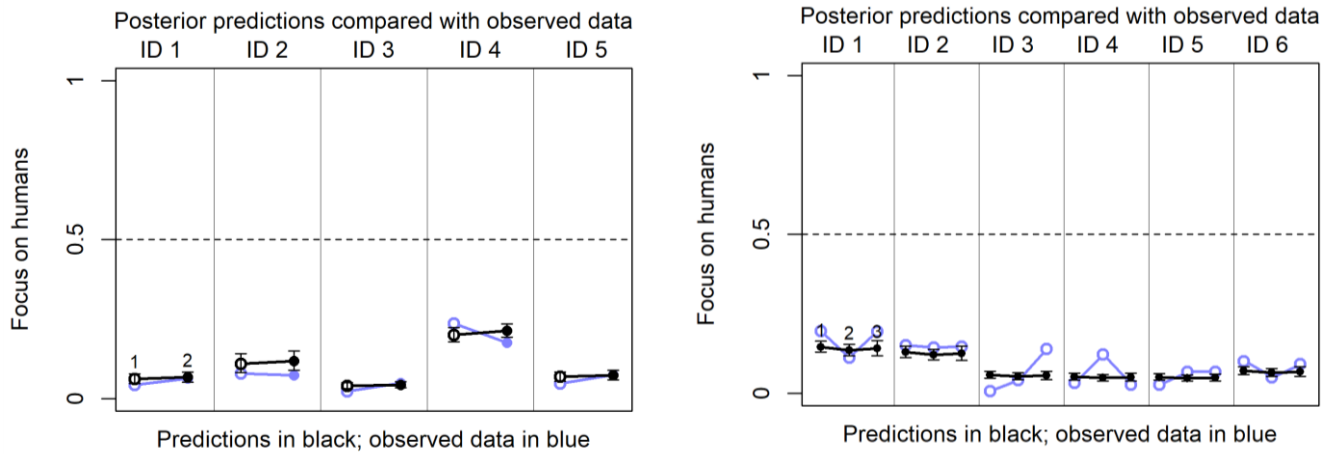 Posterior predictions compared with observed data
ID 1 ID 2 ID 3 ID 4 ID 5
Focus on humans
1
0.5
0
1 2
Predictions in black; observed data in blue
Posterior predictions compared with observed data
ID 1 ID 2 ID 3 ID 4 ID 5 ID 6
Focus on humans
1
0.5
0
1 2 3
Predictions in black; observed data in blue